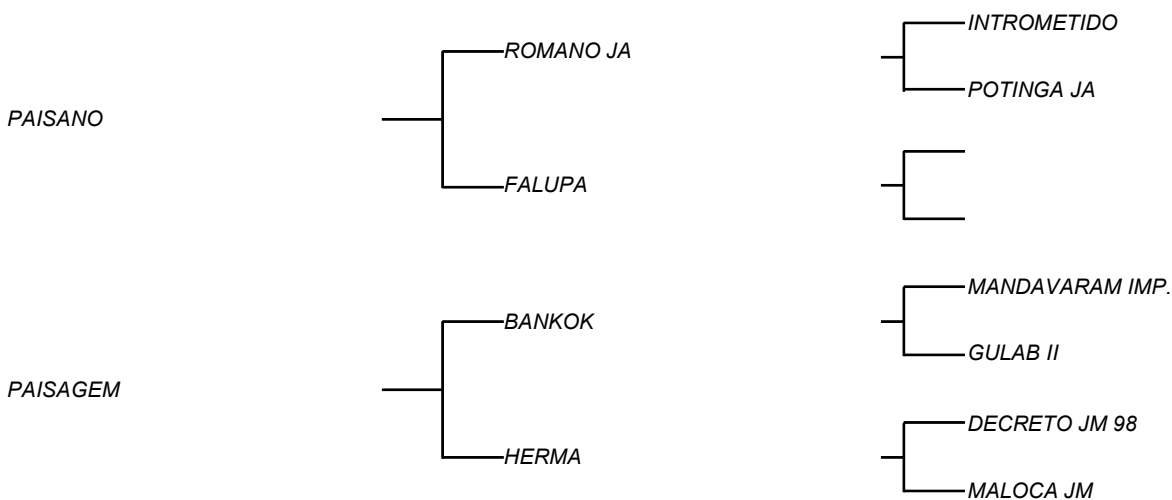 INTROMETIDO
ROMANO JA
POTINGA JA
PAISANO
FALUPA
MANDAVARAM IMP.
BANKOK
GULAB II
PAISAGEM
DECRETO JM 98
HERMA
MALOCA JM